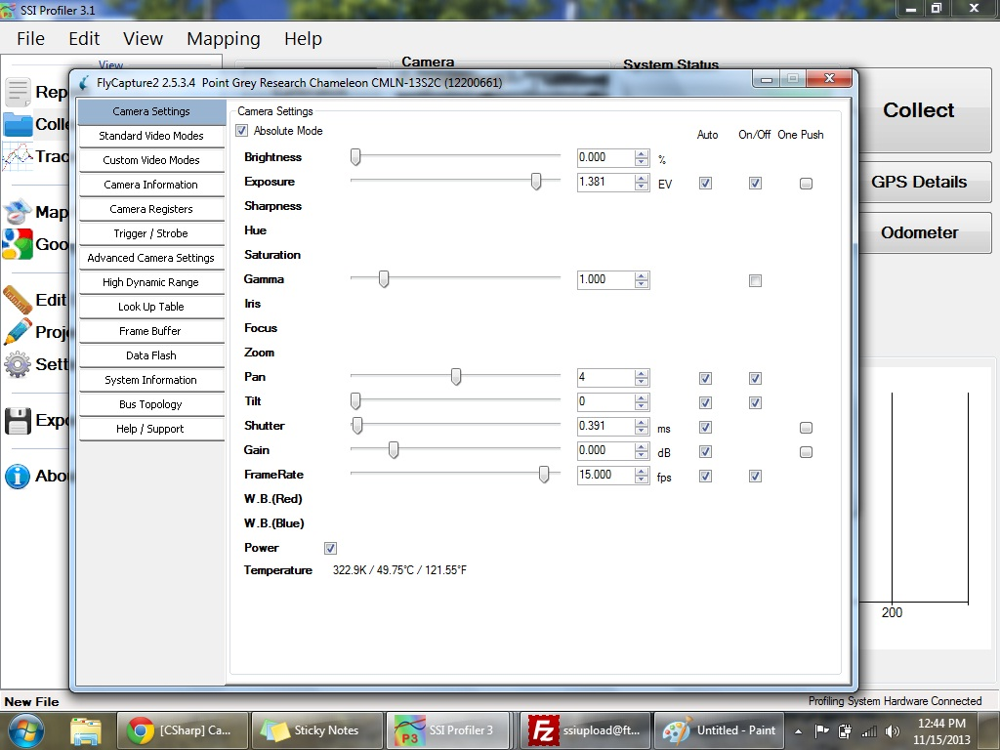 SSI Profiler 3.1
File Edit View Mapping Help
View
Camera
System Status
Rep
Colle
Trac
Map
Goo
Edit
Proje
Sett
Expo
Abou
Collect
GPS Details
Odometer
200
FlyCapture2 2.5.3.4 Point Grey Research Chameleon CMLN-13S2C (12200661)
Camera Settings
Standard Video Modes
Custom Video Modes
Camera Information
Camera Registers
Trigger / Strobe
Advanced Camera Settings
High Dynamic Range
Look Up Table
Frame Buffer
Data Flash
System Information
Bus Topology
Help / Support
Camera Settings
Absolute Mode
Auto On/Off One Push
Brightness 0.000 %
Exposure 1.381 EV
Sharpness
Hue
Saturation
Gamma 1.000
Iris
Focus
Zoom
Pan 4
Tilt 0
Shutter 0.391 ms
Gain 0.000 dB
FrameRate 15.000 fps
W.B.(Red)
W.B.(Blue)
Power
Temperature 322.9K / 49.75°C / 121.55°F
New File
Profiling System Hardware Connected
[CSharp] Ca...
Sticky Notes
P3
SSI Profiler 3
Fz
ssiupload@ft...
Untitled - Paint
12:44 PM
11/15/2013